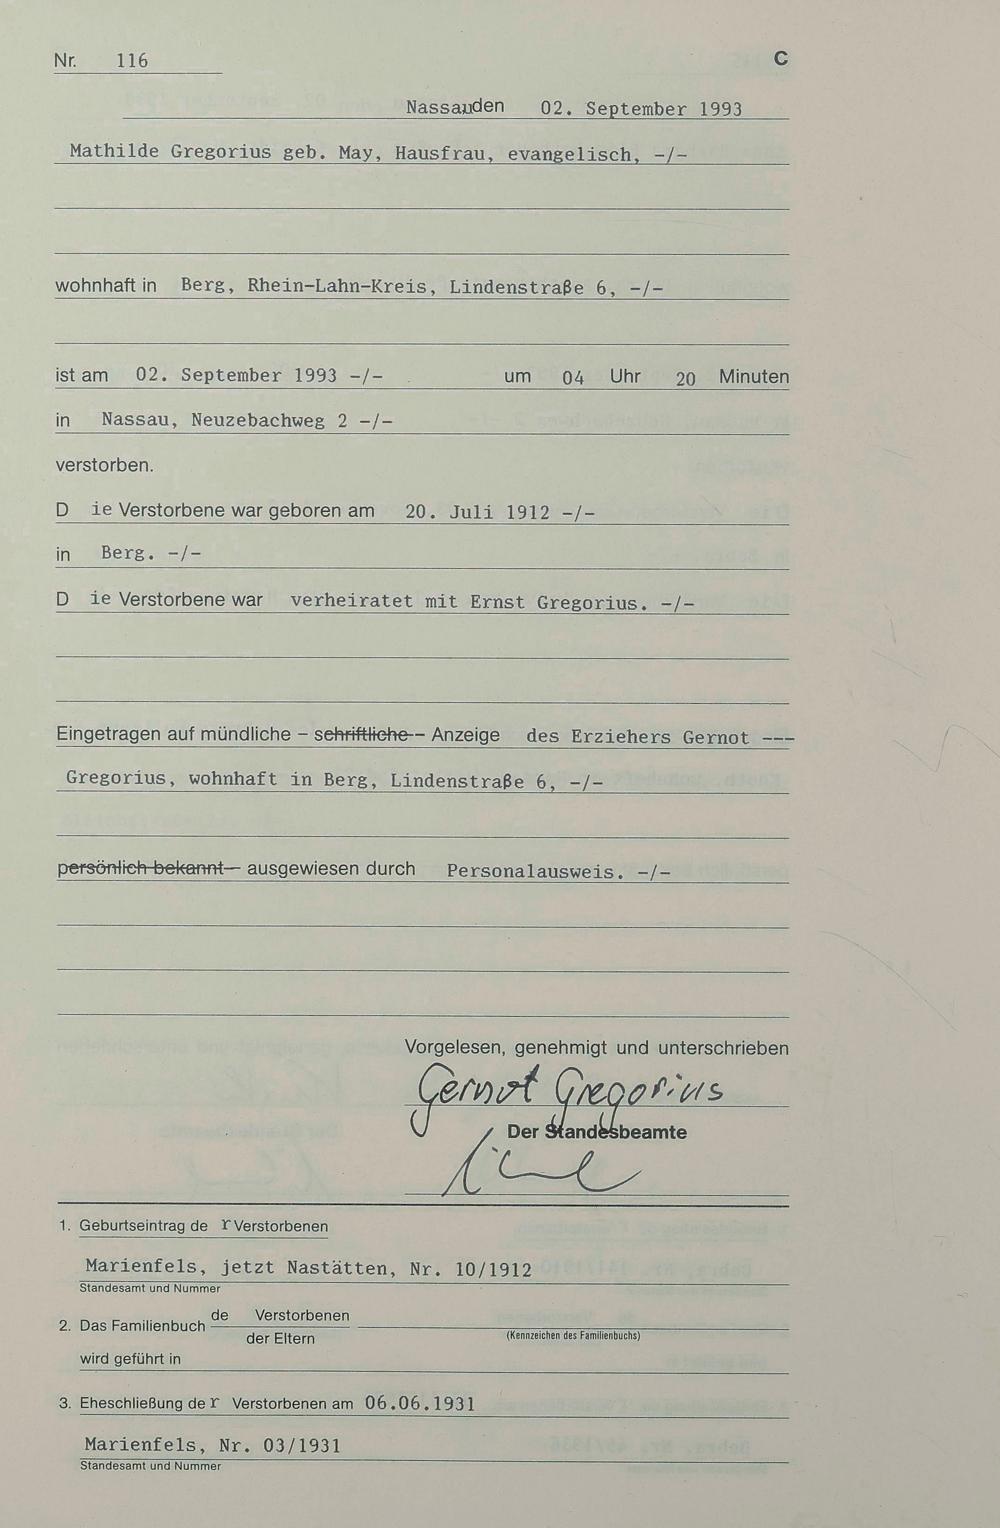 Nr. 116 C
Nassau, den 02. September 1993
Mathilde Gregorius geb. May, Hausfrau, evangelisch, -/-
wohnhaft in Berg, Rhein-Lahn-Kreis, Lindenstraße 6, -/-
ist am 02. September 1993 -/- um 04 Uhr 20 Minuten
in Nassau, Neuzebachweg 2 -/-
verstorben.
D ie Verstorbene war geboren am 20. Juli 1912 -/-
in Berg. -/-
D ie Verstorbene war verheiratet mit Ernst Gregorius. -/-
Eingetragen auf mündliche – schriftliche – Anzeige des Erziehers Gernot ---
Gregorius, wohnhaft in Berg, Lindenstraße 6, -/-
persönlich bekannt – ausgewiesen durch Personalausweis. -/-
Vorgelesen, genehmigt und unterschrieben
Gernot Gregorius
Der Standesbeamte
1. Geburtseintrag de r Verstorbenen
Marienfels, jetzt Nastätten, Nr. 10/1912
Standesamt und Nummer
2. Das Familienbuch de Verstorbenen
der Eltern
(Kennzeichen des Familienbuchs)
wird geführt in
3. Eheschließung de r Verstorbenen am 06.06.1931
Marienfels, Nr. 03/1931
Standesamt und Nummer